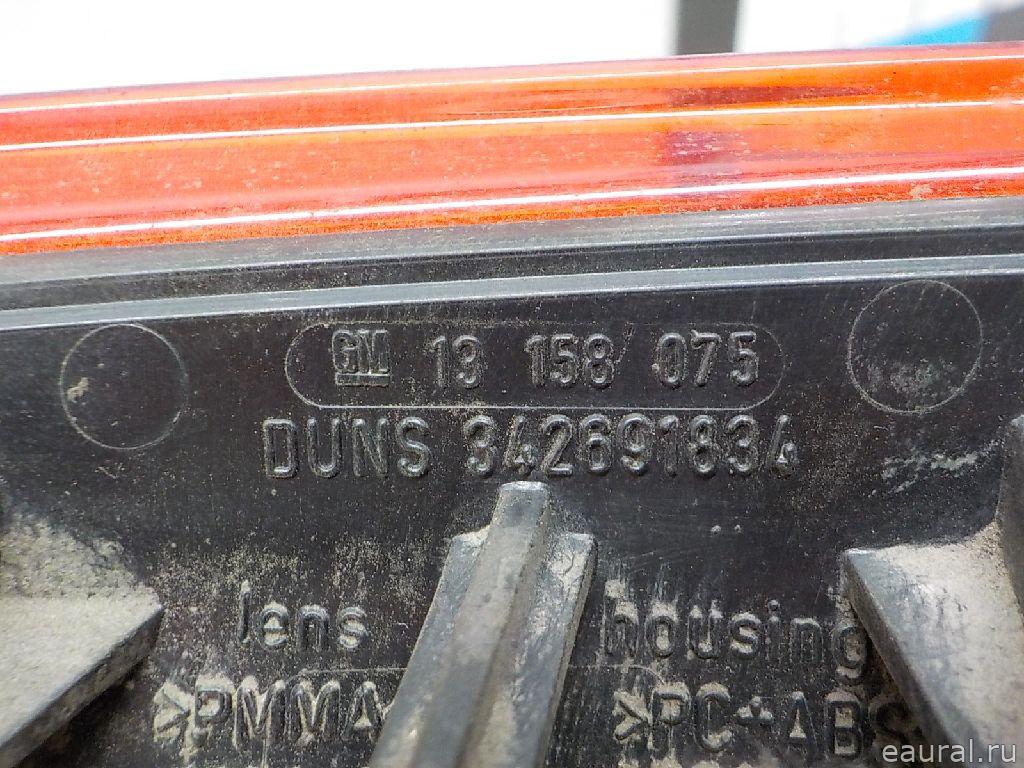 GM 13 158 075
DUNS 342691834
lens housing
>PMMA >PC+ABS
eaural.ru